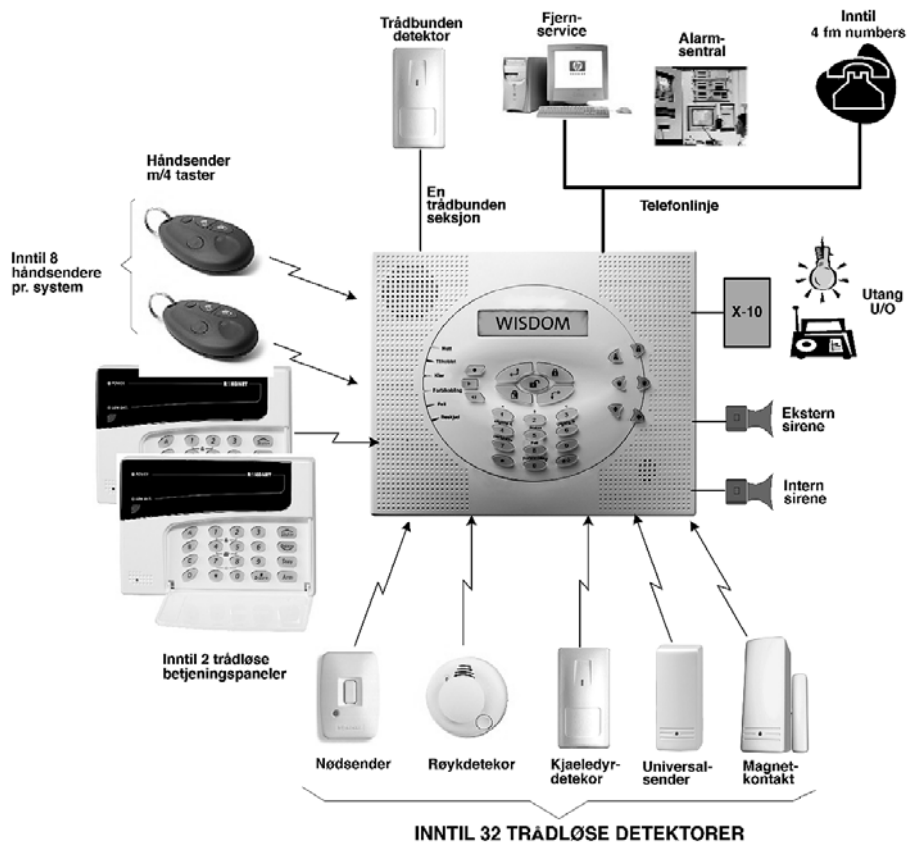 Trådbunden
detektor
Fjern-
service
Alarm-
sentral
Inntil
4 fm numbers
Håndsender
m/4 taster
En
trådbunden
seksjon
Telefonlinje
Inntil 8
håndsendere
pr. system
X-10
Utang
U/O
WISDOM
Ekstern
sirene
Intern
sirene
Inntil 2 trådløse
betjeningspaneler
Nødsender
Røykdetekor
Kjaeledyr-
detekor
Universal-
sender
Magnet-
kontakt
INNTIL 32 TRADLØSE DETEKTORER